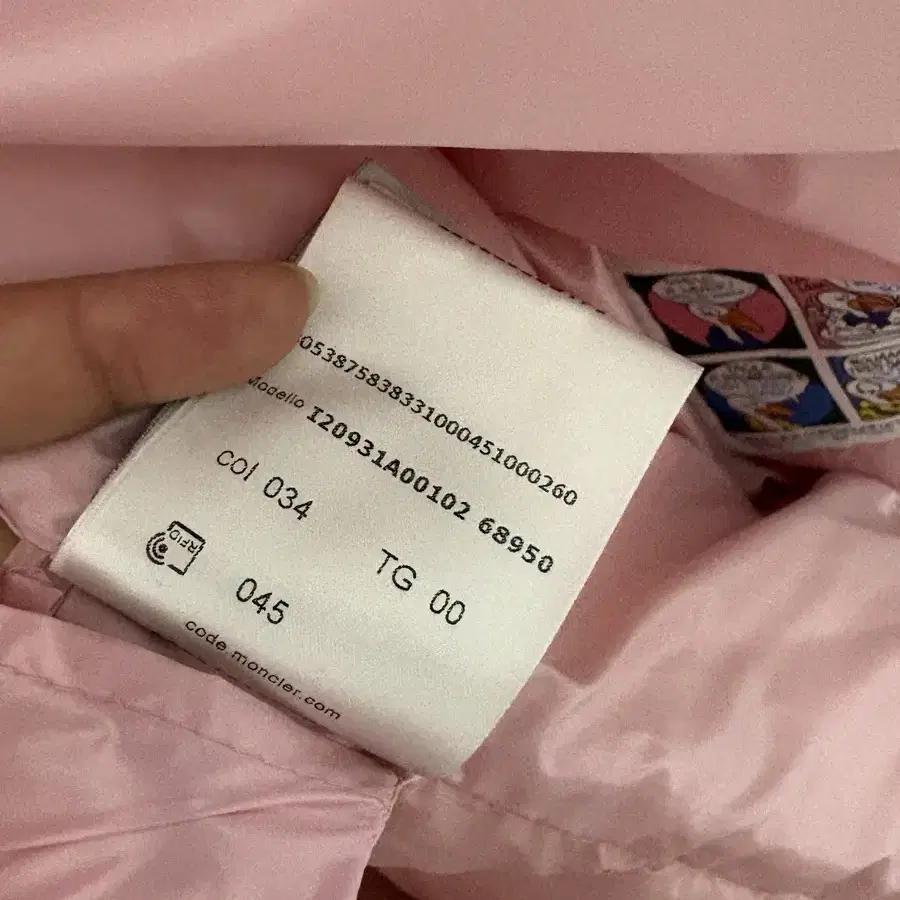 053875838331000451000260
Modello I20931A00102 68950
col 034 TG 00
RFID 045
code.moncler.com